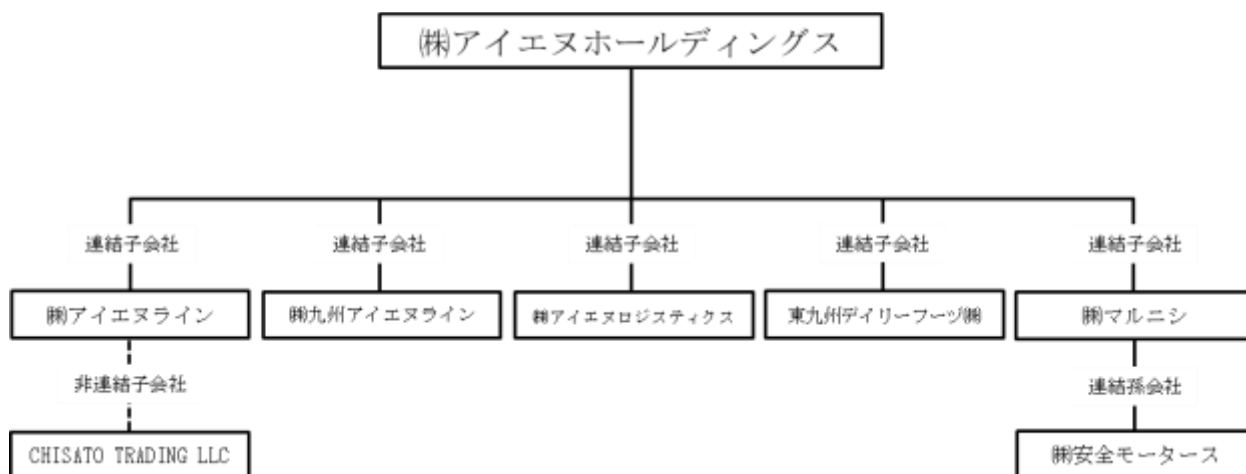 ㈱アイエヌホールディングス
連結子会社 連結子会社 連結子会社 連結子会社 連結子会社
㈱アイエヌライン ㈱九州アイエヌライン ㈱アイエヌロジスティクス 東九州デイリーフーヅ㈱ ㈱マルニシ
非連結子会社 連結孫会社
CHISATO TRADING LLC ㈱安全モータース